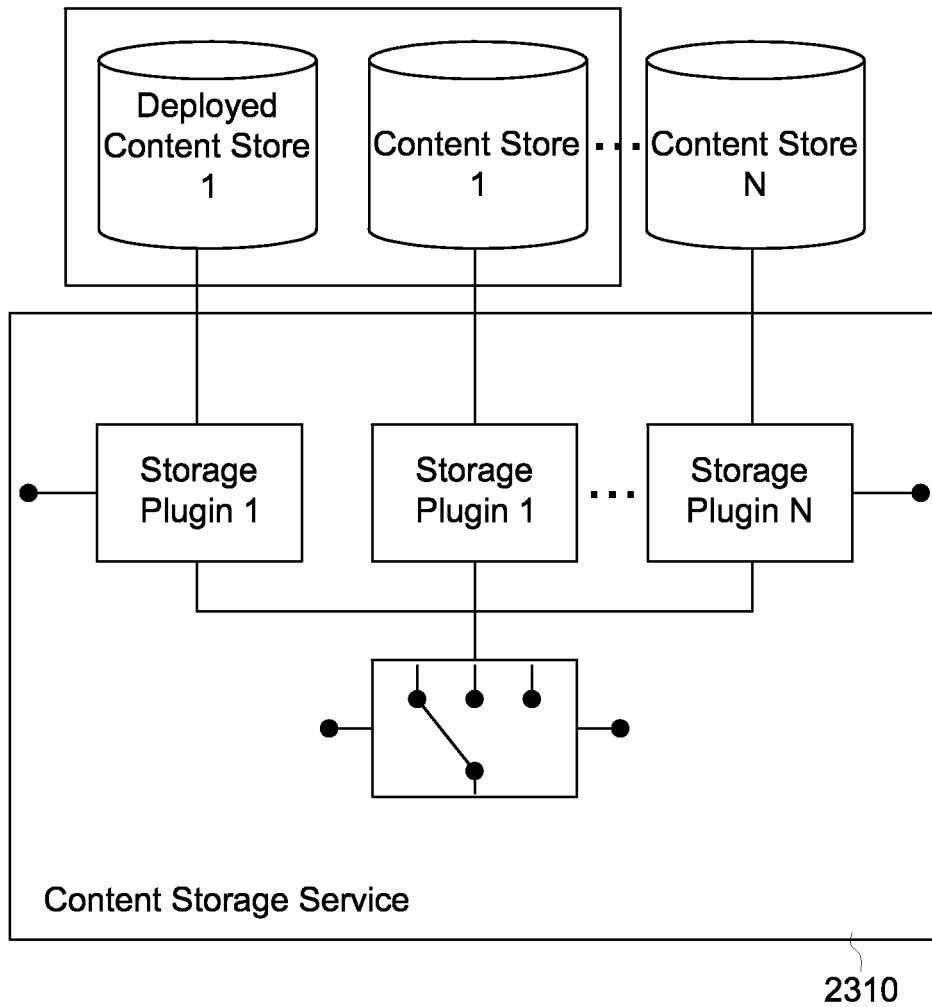 Deployed
Content Store
1
Content Store
1
...
Content Store
N
Storage
Plugin 1
Storage
Plugin 1
...
Storage
Plugin N
Content Storage Service
2310